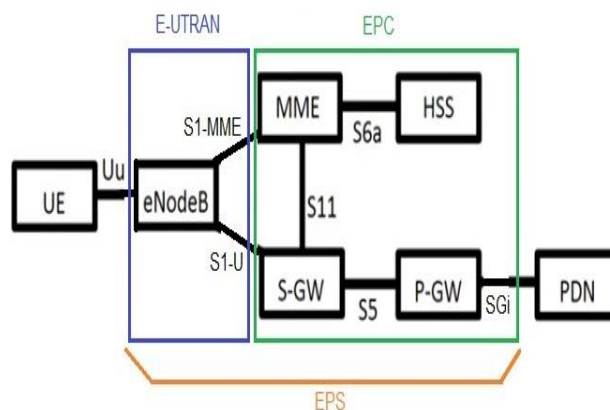 E-UTRAN
EPC
MME
HSS
S1-MME
S6a
Uu
UE
eNodeB
S11
S1-U
S-GW
P-GW
PDN
S5
SGi
EPS